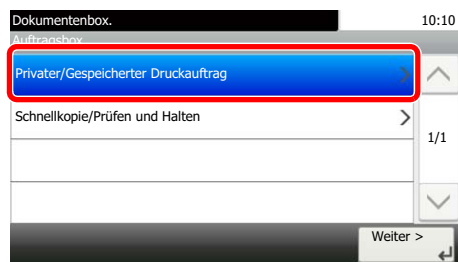 Dokumentenbox. 10:10
Auftragsbox
Privater/Gespeicherter Druckauftrag
Schnellkopie/Prüfen und Halten
1/1
Weiter >